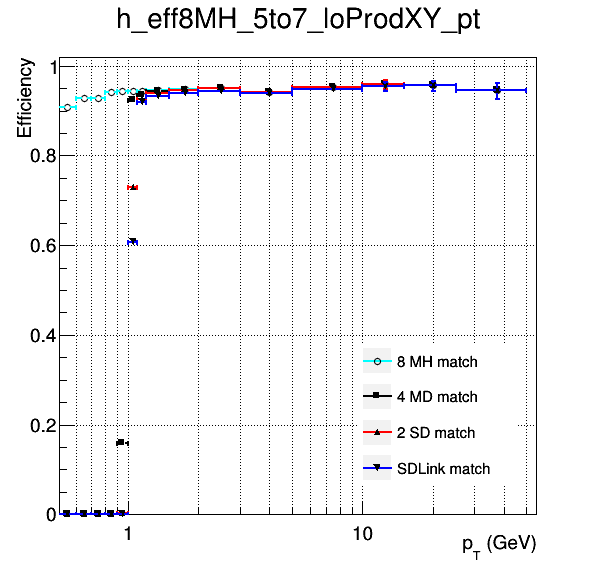 h_eff8MH_5to7_loProdXY_pt
Efficiency
1
0.8
0.6
0.4
0.2
0
8 MH match
4 MD match
2 SD match
SDLink match
1
10
p_T (GeV)